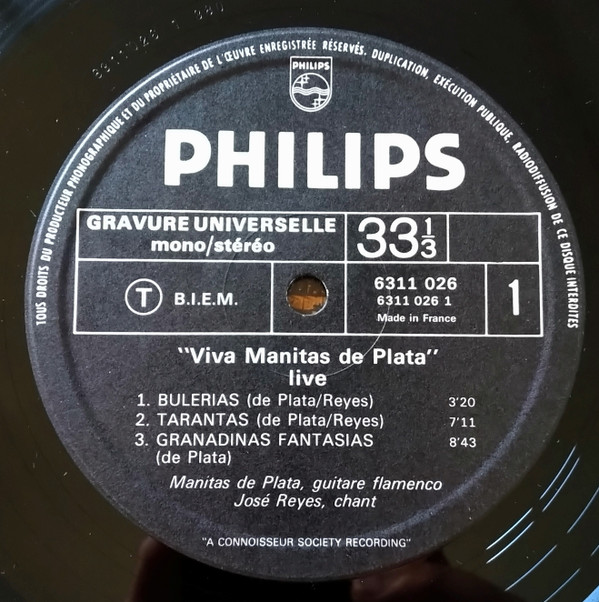 6311026 1 380
TOUS DROITS DU PRODUCTEUR PHONOGRAPHIQUE ET DU PROPRIÉTAIRE DE L'ŒUVRE ENREGISTRÉE RÉSERVÉS. DUPLICATION, EXÉCUTION PUBLIQUE, RADIODIFFUSION DE CE DISQUE INTERDITES
PHILIPS
PHILIPS
GRAVURE UNIVERSELLE
mono/stéréo
33 1/3
T B.I.E.M.
6311 026
6311 026 1
Made in France
1
"Viva Manitas de Plata"
live
1. BULERIAS (de Plata/Reyes) 3'20
2. TARANTAS (de Plata/Reyes) 7'11
3. GRANADINAS FANTASIAS 8'43
(de Plata)
Manitas de Plata, guitare flamenco
José Reyes, chant
"A CONNOISSEUR SOCIETY RECORDING"